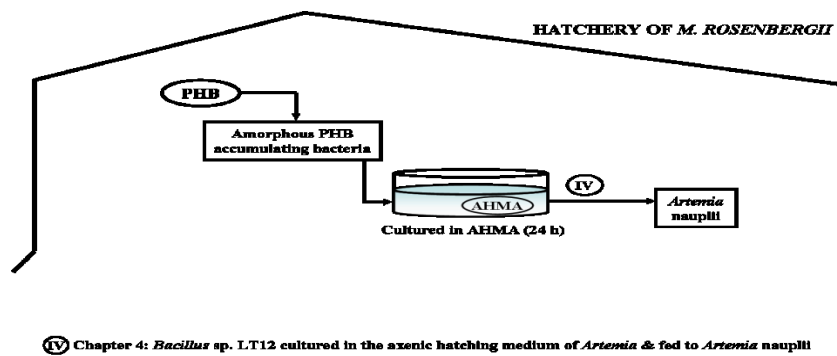 HATCHERY OF M. ROSENBERGII
PHB
Amorphous PHB
accumulating bacteria
AHMA
Cultured in AHMA (24 h)
IV
Artemia
nauplii
IV Chapter 4: Bacillus sp. LT12 cultured in the axenic hatching medium of Artemia & fed to Artemia nauplii